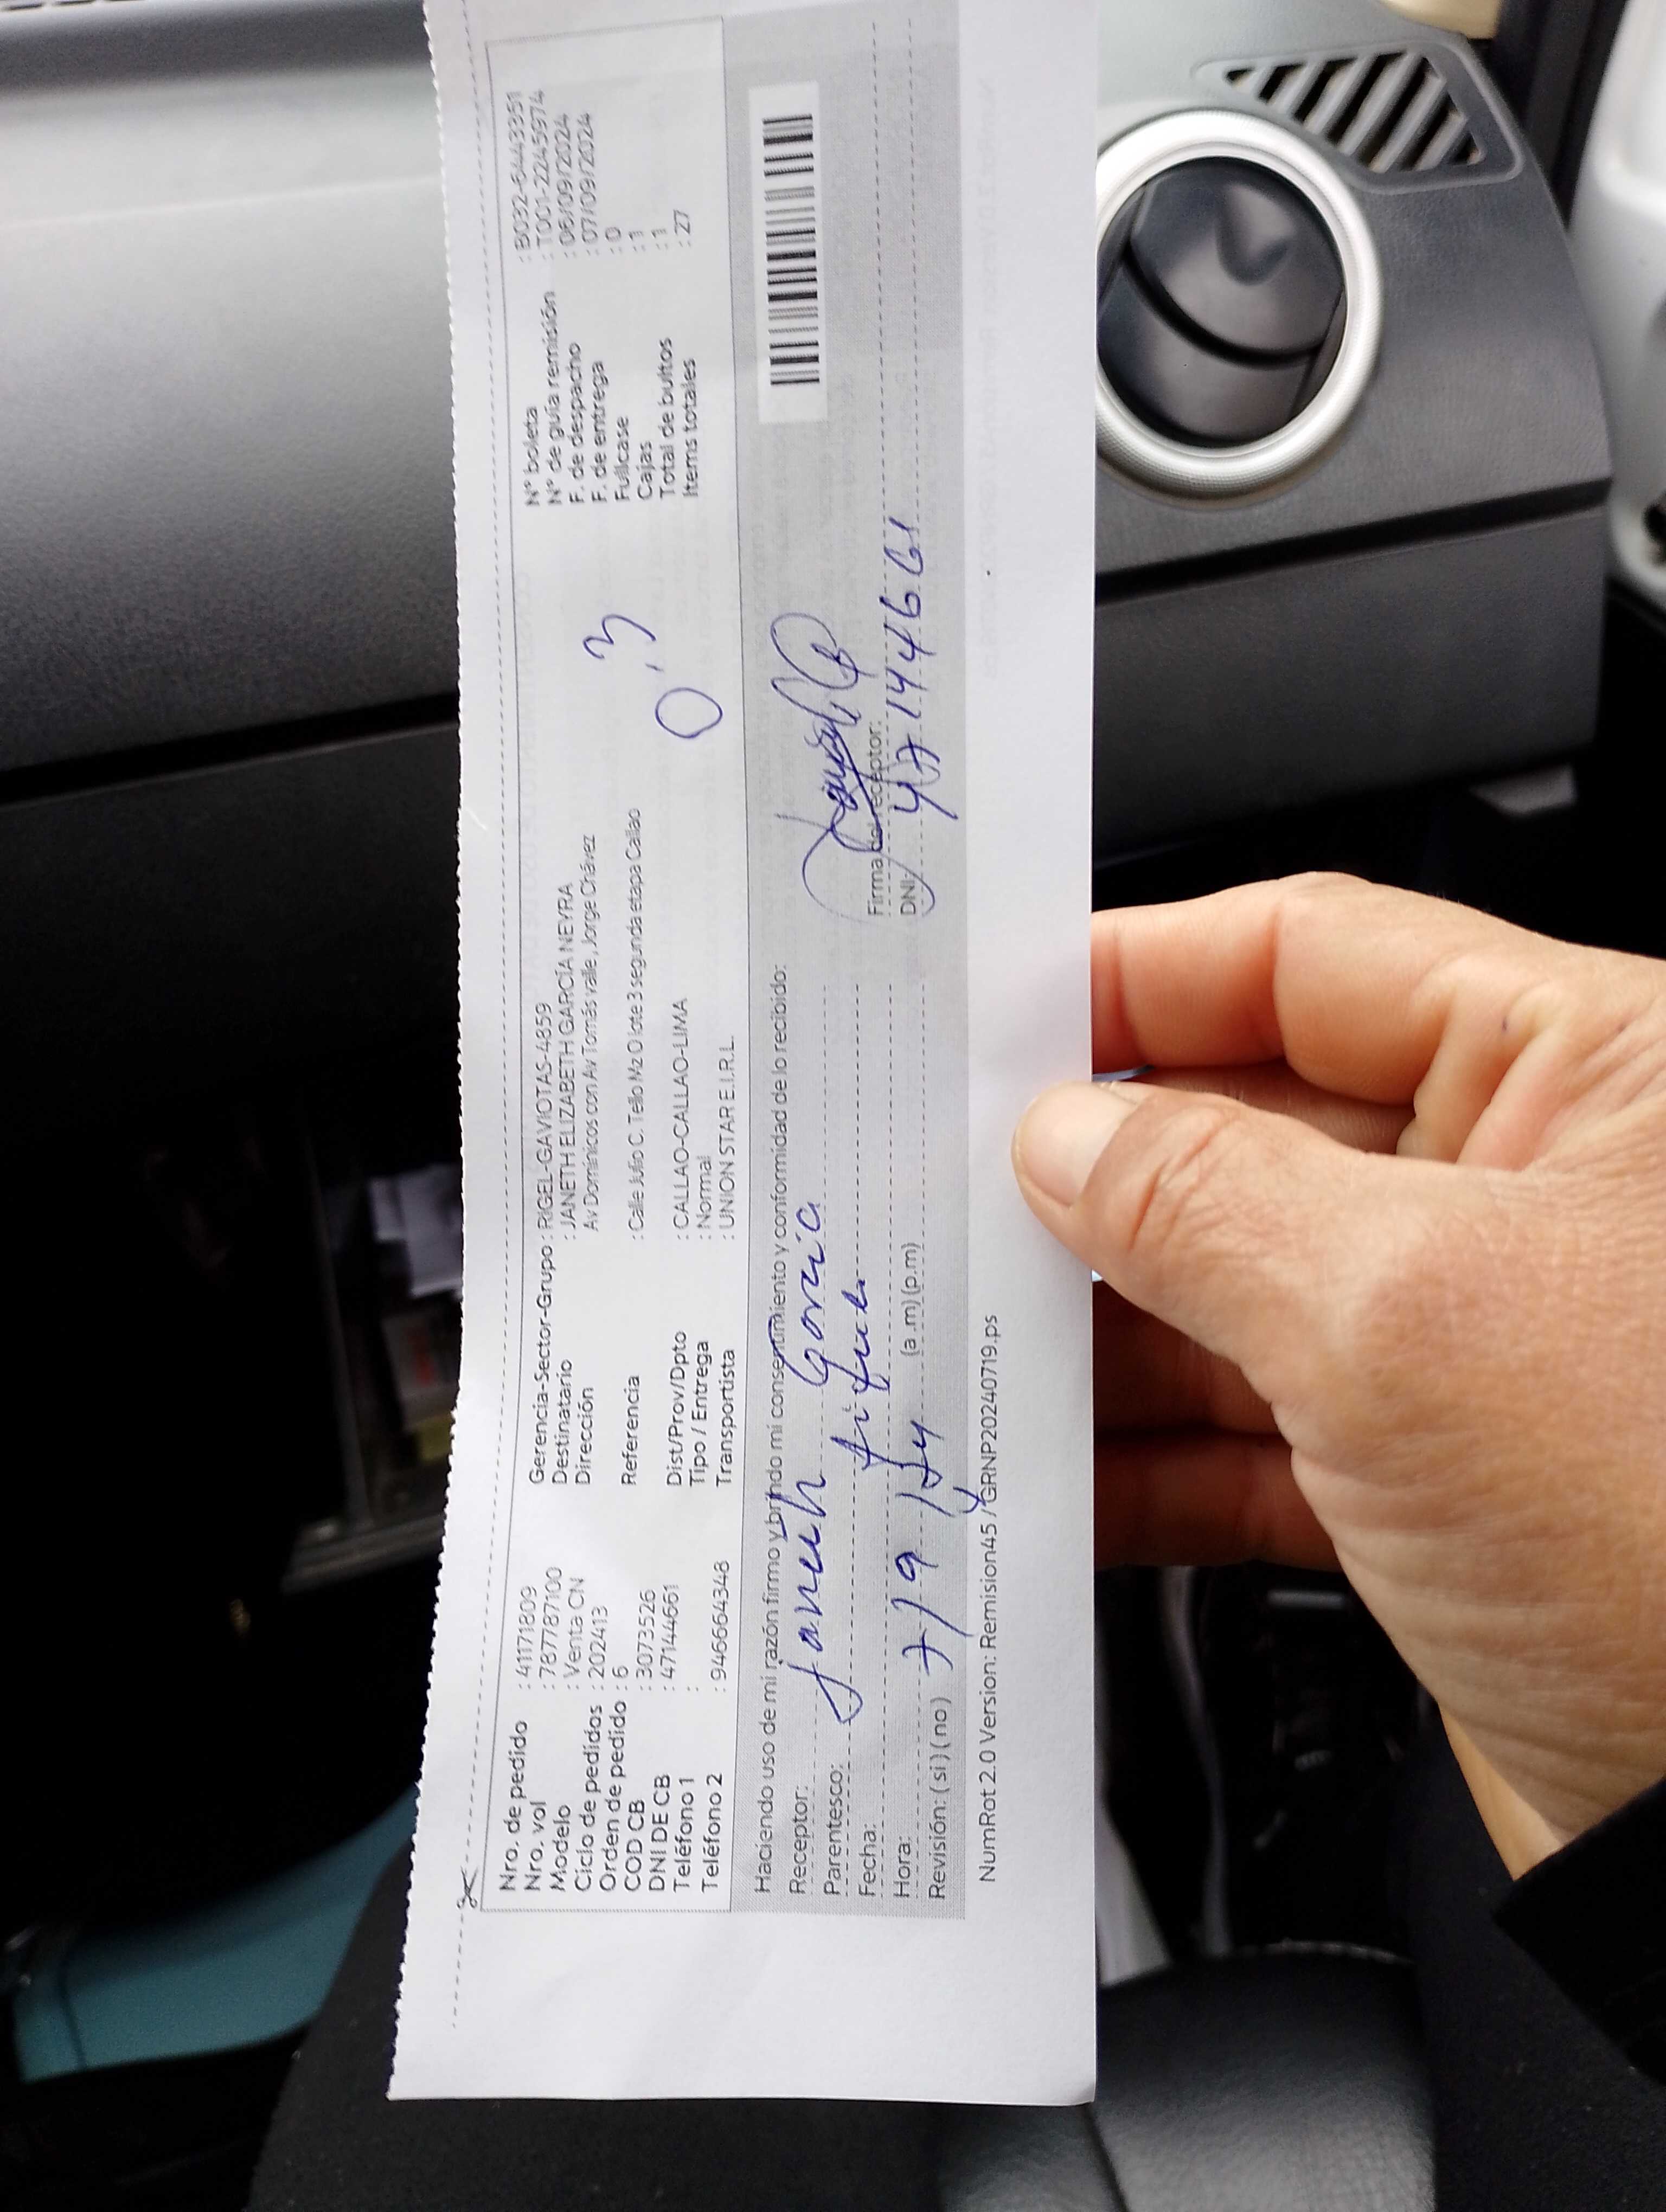 Nro. de pedido : 41171809
Nro. vol : 787787100
Modelo : Venta CN
Ciclo de pedidos : 202413
Orden de pedido : 6
COD CB : 3073526
DNI DE CB : 47144661
Teléfono 1 :
Teléfono 2 : 946664348
Gerencia-Sector-Grupo : RIGEL-GAVIOTAS-4859
Destinatario : JANETH ELIZABETH GARCÍA NEYRA
Dirección Av Dominicos con Av Tomás valle , Jorge Chávez
Referencia : Calle Julio C. Tello Mz O lote 3 segunda etapa Callao
Dist/Prov/Dpto : CALLAO-CALLAO-LIMA
Tipo / Entrega : Normal
Transportista : UNION STAR E.I.R.L.
N° boleta : B032-6443351
N° de guía remisión : T001-2245974
F. de despacho : 06/09/2024
F. de entrega : 07/09/2024
Fullcase : 0
Cajas : 1
Total de bultos : 1
Items totales : 27
0,3
Haciendo uso de mi razón firmo y brindo mi consentimiento y conformidad de lo recibido:
Receptor: Janeth
Parentesco:
Fecha:
Hora: 7/9/24 (a .m) (p.m)
Revisión: ( si ) ( no )
Firma del receptor:
DNI: 47144661
NumRot 2.0 Version: Remision45 / GRNP20240719.ps